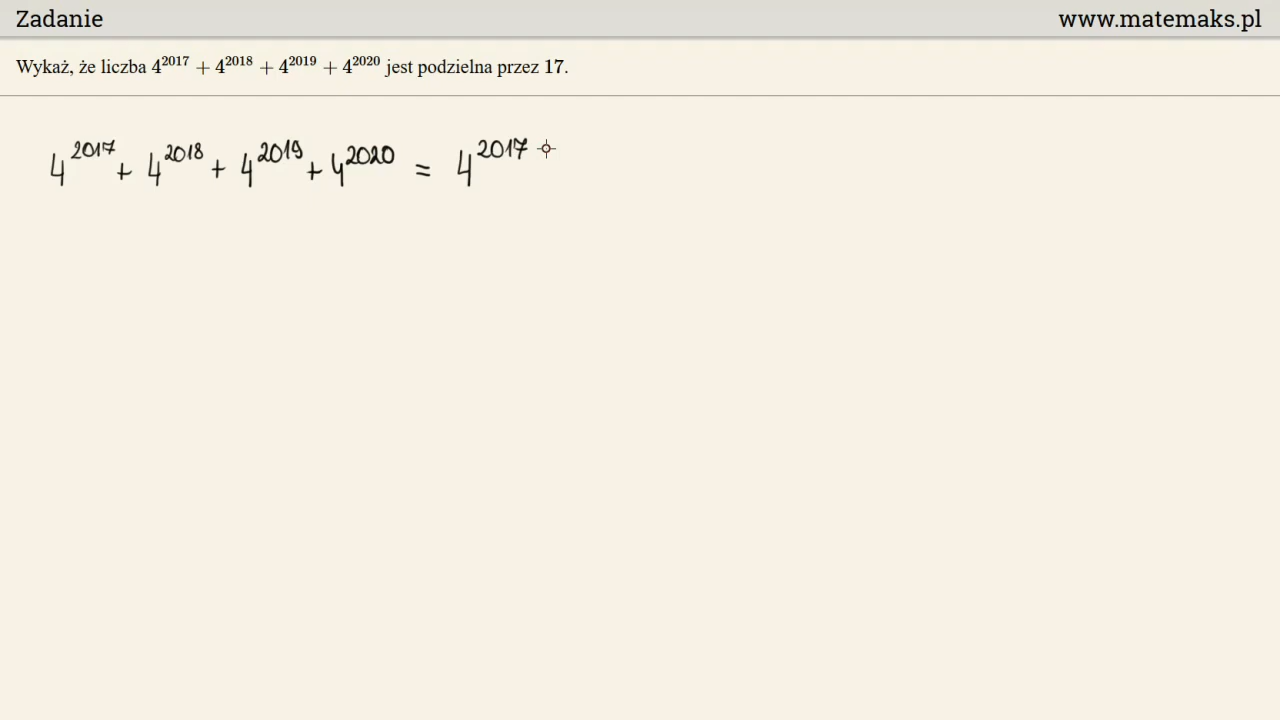 Zadanie www.matemaks.pl
Wykaż, że liczba 4^2017 + 4^2018 + 4^2019 + 4^2020 jest podzielna przez 17.
4^2017 + 4^2018 + 4^2019 + 4^2020 = 4^2017